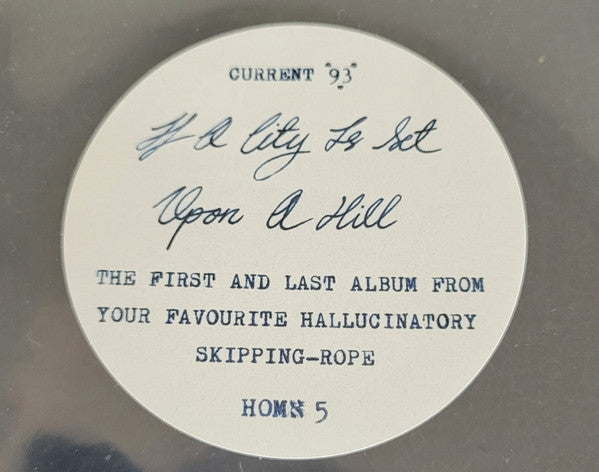 CURRENT "93"
If A City Is Set
Upon A Hill
THE FIRST AND LAST ALBUM FROM
YOUR FAVOURITE HALLUCINATORY
SKIPPING-ROPE
HOMא 5